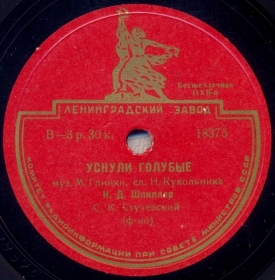 Бесшелачная
ЛЕНИНГРАДСКИЙ ЗАВОД
В—3 р. 30 к. 18375
УСНУЛИ ГОЛУБЫЕ
муз. М. Глинки, сл. Н. Кукольника
Н. Д. Шпиллер
С. К. Стучевский
(ф-но)
КОМИТЕТ РАДИОИНФОРМАЦИИ ПРИ СОВЕТЕ МИНИСТРОВ СССР